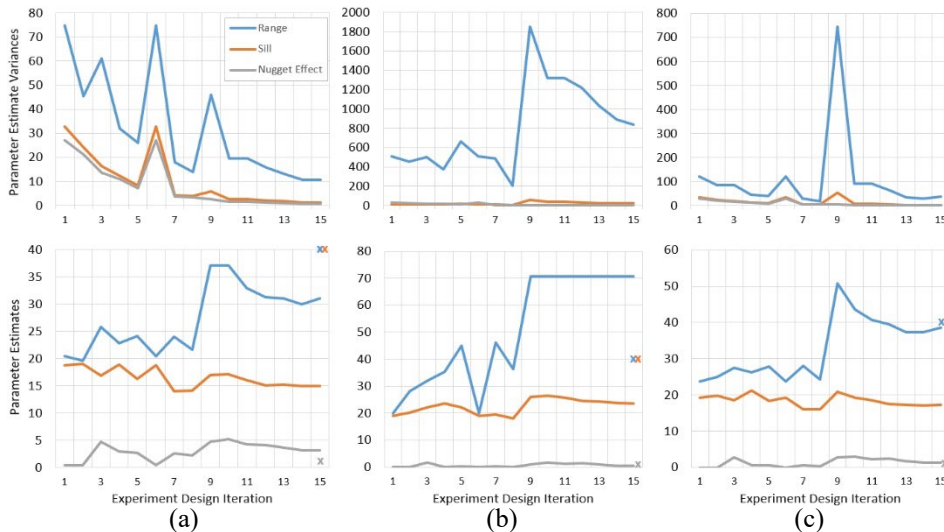 Parameter Estimate Variances
80
70
60
50
40
30
20
10
0
Range
Sill
Nugget Effect
1 3 5 7 9 11 13 15
2000
1800
1600
1400
1200
1000
800
600
400
200
0
1 3 5 7 9 11 13 15
800
700
600
500
400
300
200
100
0
1 3 5 7 9 11 13 15
Parameter Estimates
40
35
30
25
20
15
10
5
0
x x
x
1 3 5 7 9 11 13 15
Experiment Design Iteration
(a)
80
70
60
50
40
30
20
10
0
x x
x
1 3 5 7 9 11 13 15
Experiment Design Iteration
(b)
60
50
40
30
20
10
0
x
x
1 3 5 7 9 11 13 15
Experiment Design Iteration
(c)